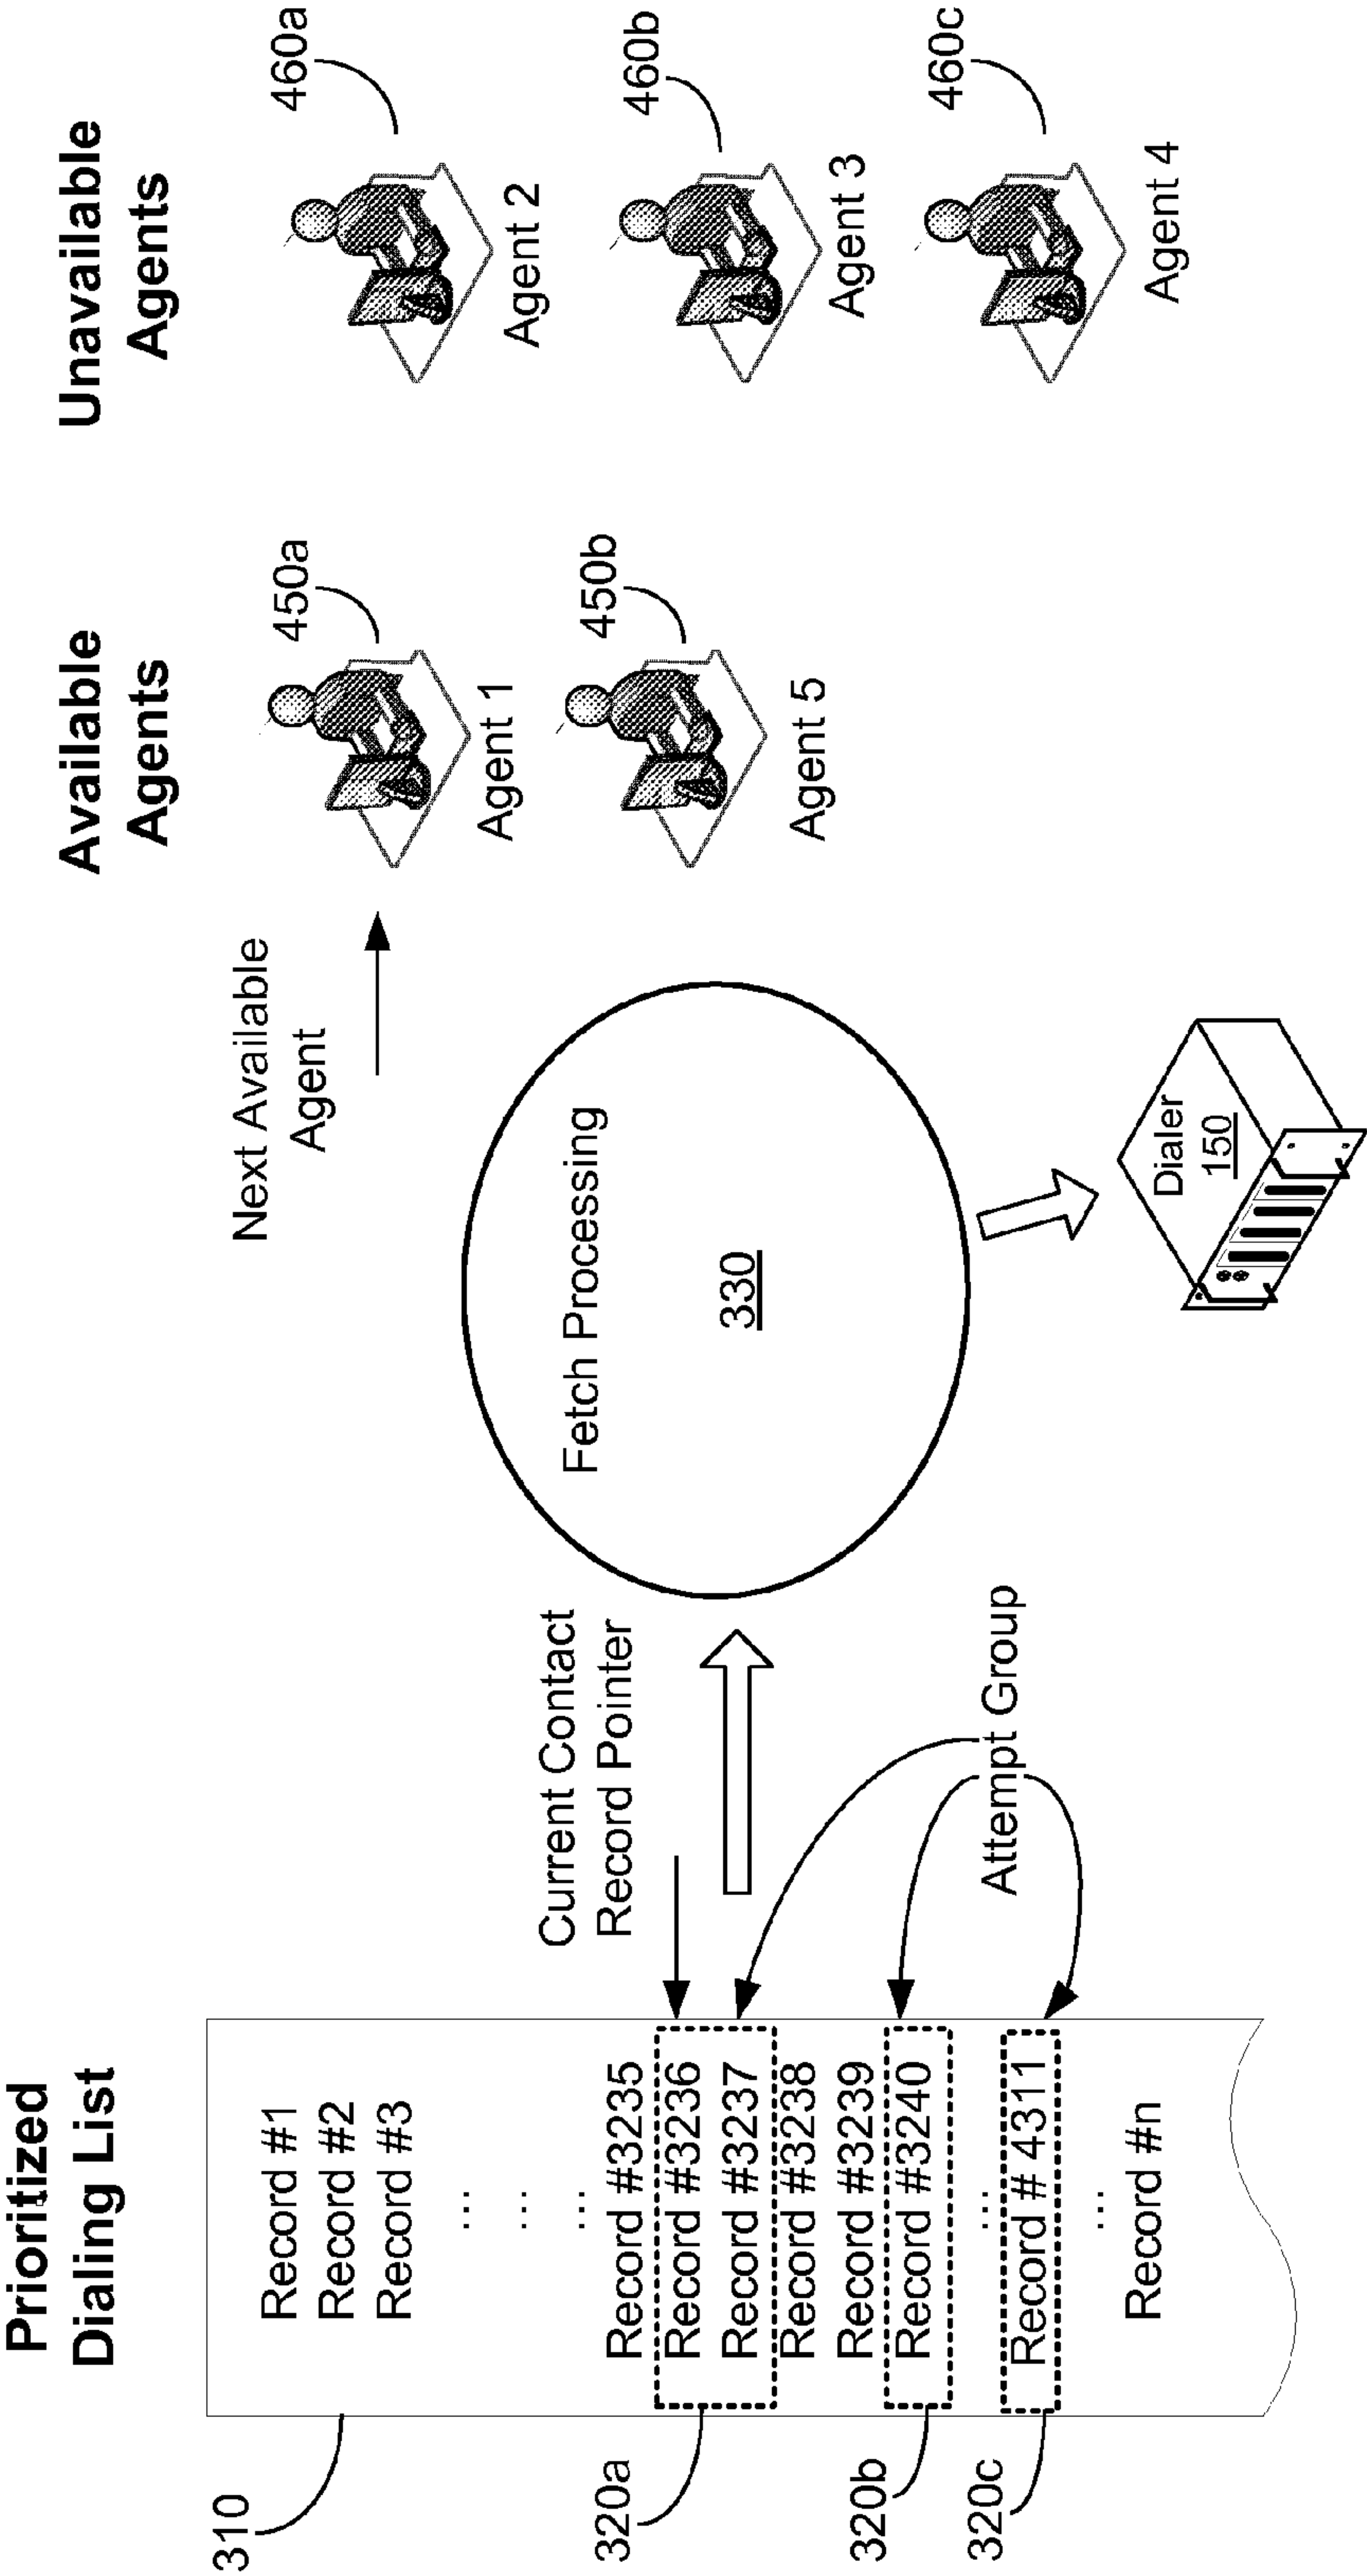 Prioritized
Dialing List
310
Record #1
Record #2
Record #3
...
...
...
Record #3235
Record #3236
Record #3237
Record #3238
Record #3239
Record #3240
...
Record # 4311
...
Record #n
320a
320b
320c
Current Contact
Record Pointer
Attempt Group
Fetch Processing
330
Dialer
150
Next Available
Agent
Available
Agents
450a
Agent 1
450b
Agent 5
Unavailable
Agents
460a
Agent 2
460b
Agent 3
460c
Agent 4